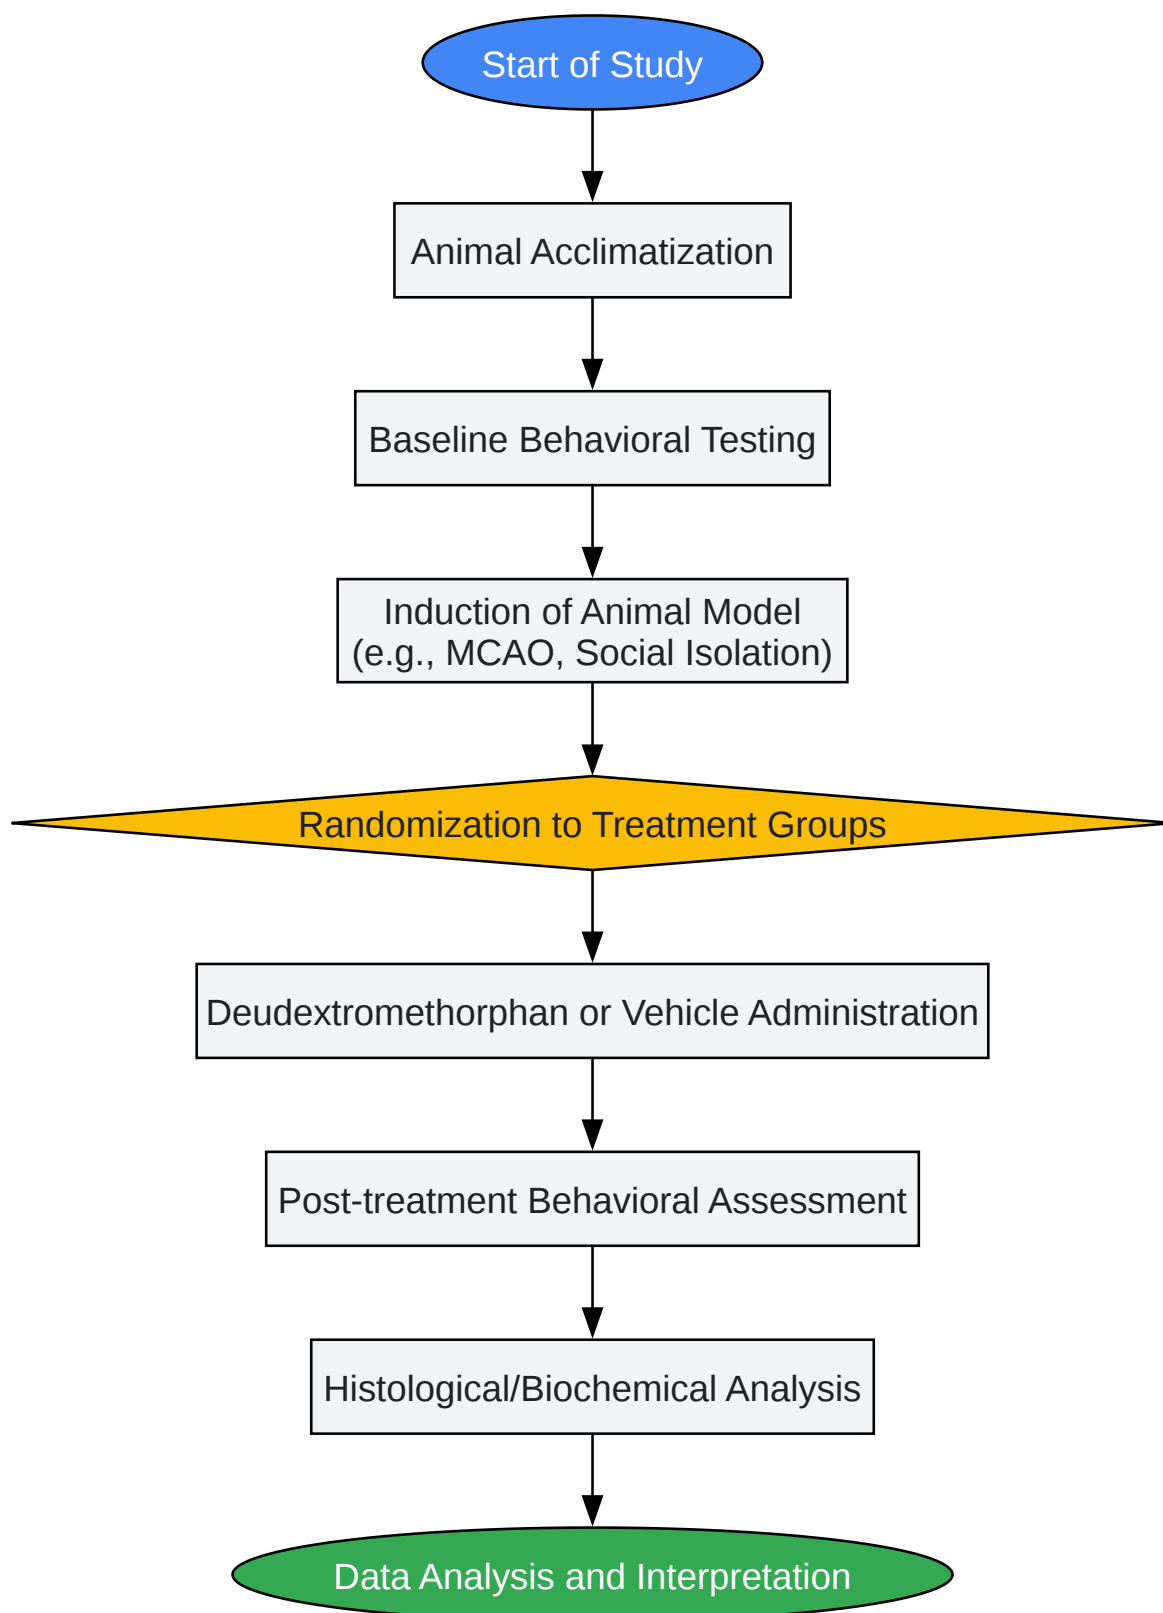 Start of Study
Animal Acclimatization
Baseline Behavioral Testing
Induction of Animal Model
(e.g., MCAO, Social Isolation)
Randomization to Treatment Groups
Deudextromethorphan or Vehicle Administration
Post-treatment Behavioral Assessment
Histological/Biochemical Analysis
Data Analysis and Interpretation